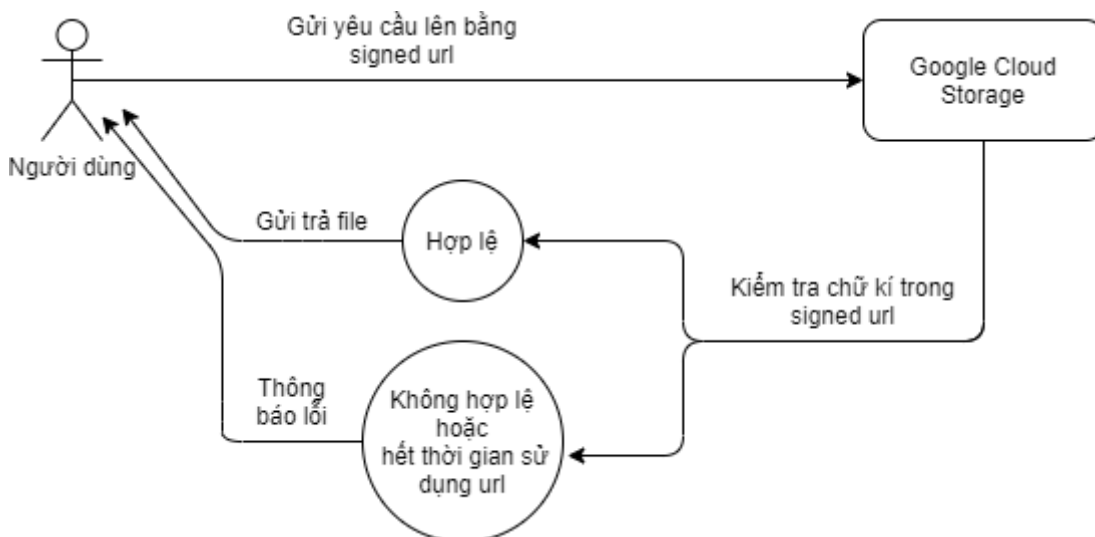 Gửi yêu cầu lên bằng
signed url
Google Cloud
Storage
Người dùng
Gửi trả file
Hợp lệ
Kiểm tra chữ kí trong
signed url
Thông
báo lỗi
Không hợp lệ
hoặc
hết thời gian sử
dụng url